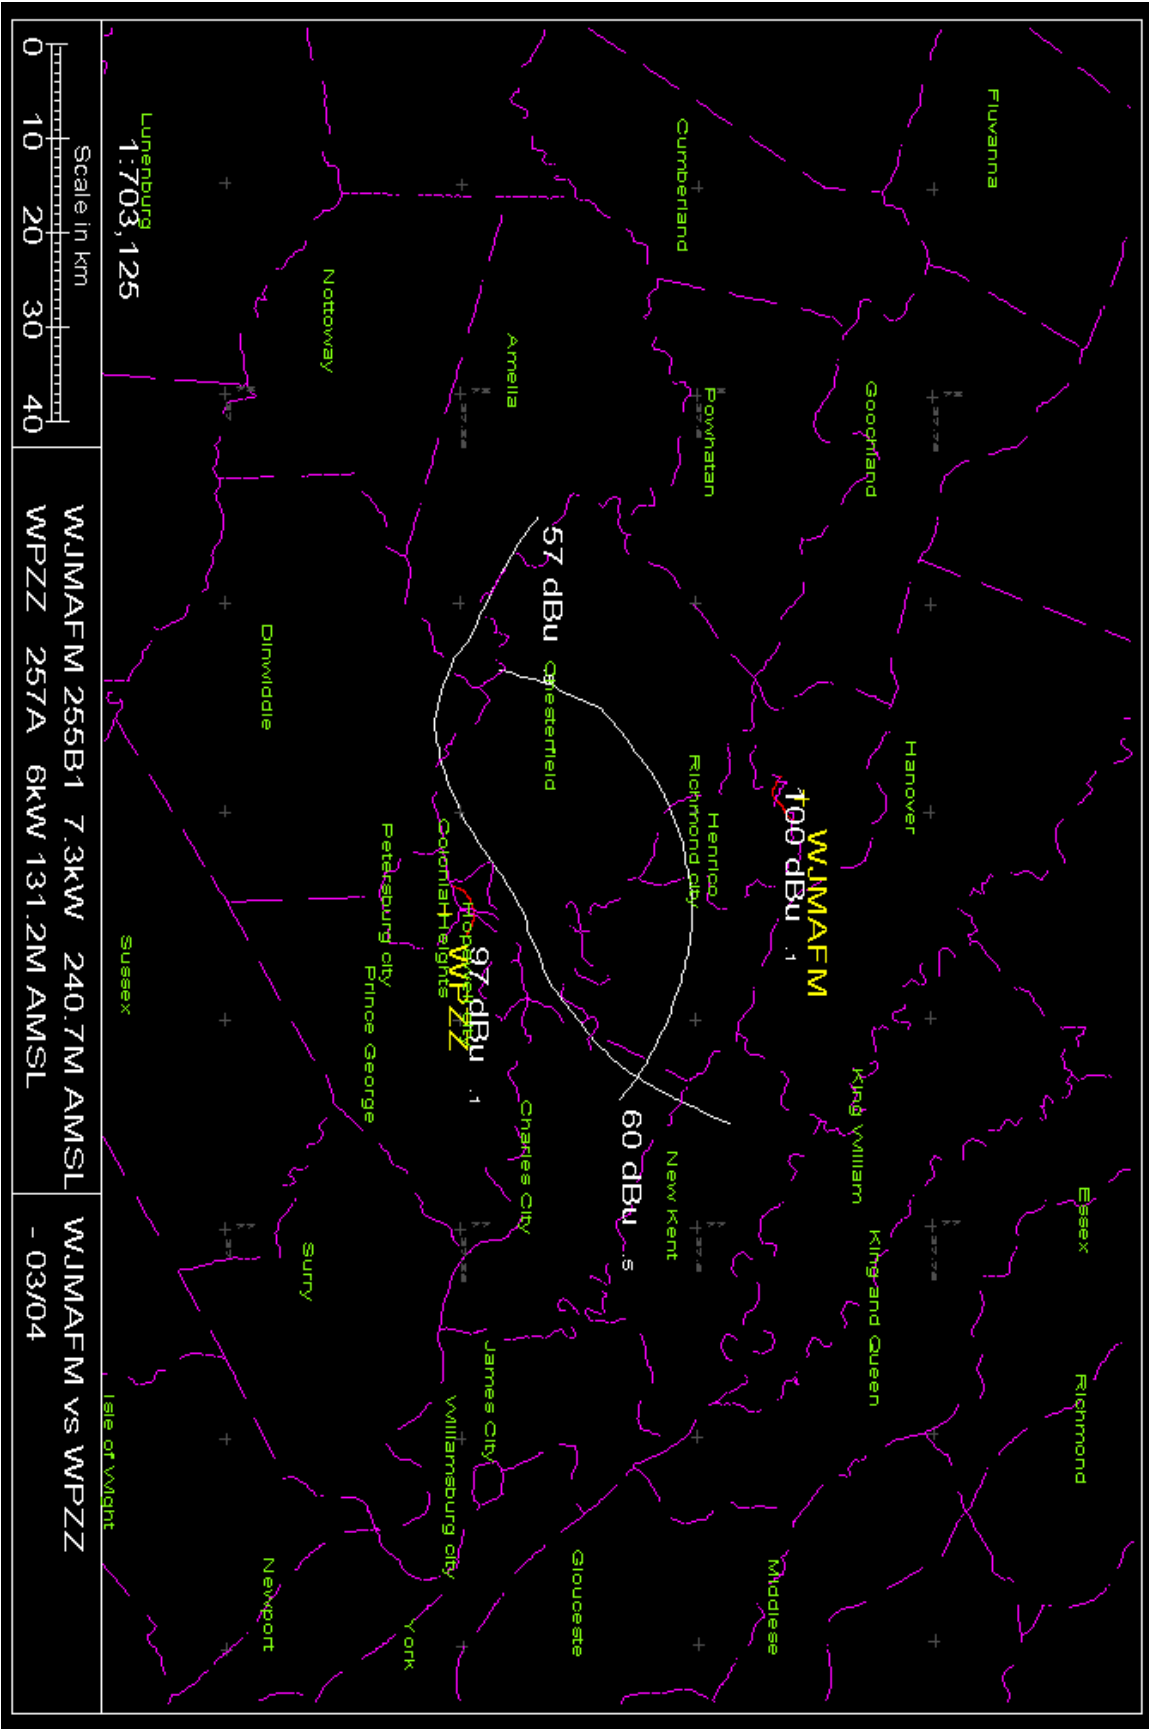 Fluvanna
Cumberland
Lunenburg
Goochland
Powhatan
Amelia
Nottoway
57 dBu
Hanover
WJMAFM
100 dBu .1
Henrico
Richmond city
Chesterfield
Dinwiddie
Colonial Heights
Petersburg city
97 dBu .1
WPZZ
Prince George
Sussex
King William
Essex
New Kent
60 dBu .s
Charles City
King and Queen
Surry
Richmond
James City
Williamsburg city
Isle of Wight
Middlese
Glouceste
York
Newport
1:703,125
Scale in km
0 10 20 30 40
WJMAFM 255B1 7.3kW 240.7M AMSL
WPZZ 257A 6kW 131.2M AMSL
WJMAFM vs WPZZ
- 03/04